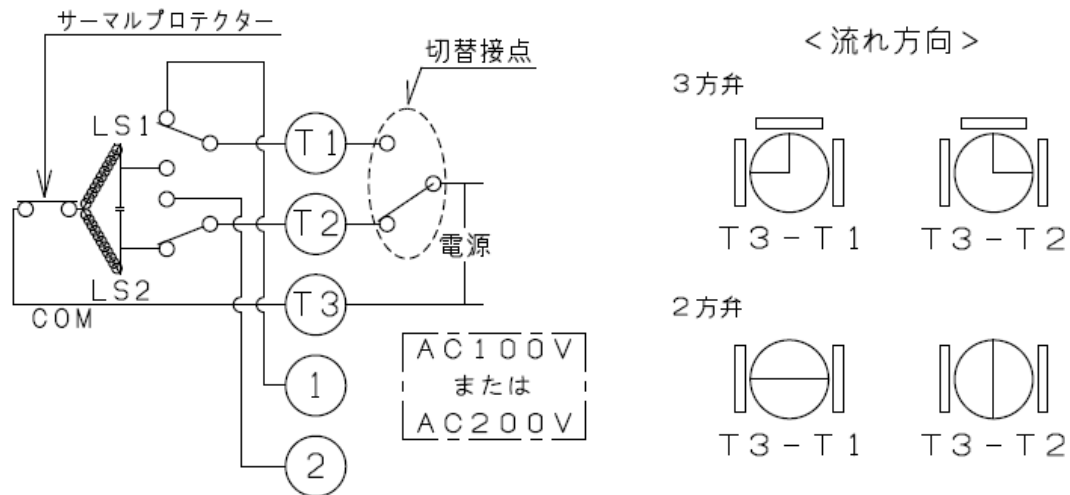 サーマルプロテクター
切替接点
LS1
LS2
COM
T1
T2
T3
1
2
電源
AC100V
または
AC200V
<流れ方向>
3方弁
T3-T1
T3-T2
2方弁
T3-T1
T3-T2